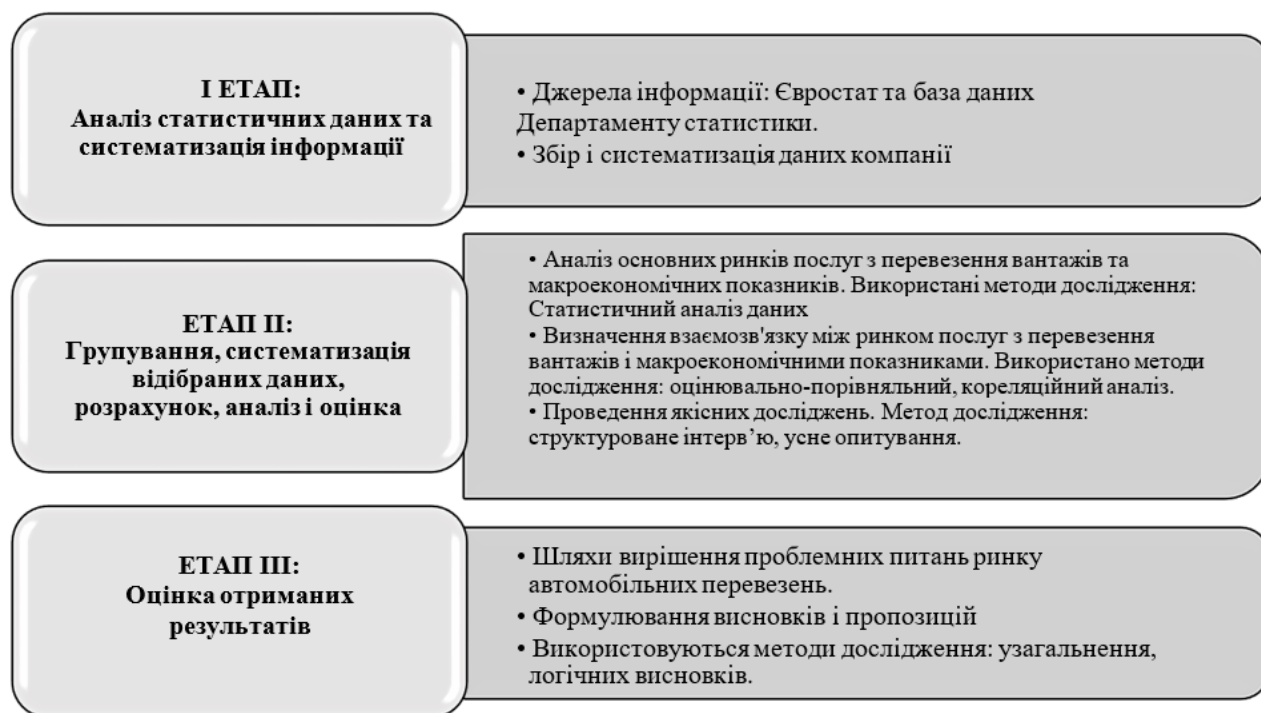 І ЕТАП:
Аналіз статистичних даних та
систематізація інформації
• Джерела інформації: Євростат та база даних
Департаменту статистики.
• Збір і систематизація даних компанії
ЕТАП ІІ:
Групування, систематизація
відібраних даних,
розрахунок, аналіз і оцінка
• Аналіз основних ринків послуг з перевезення вантажів та
макроекономічних показників. Використані методи дослідження:
Статистичний аналіз даних
• Визначення взаємозв'язку між ринком послуг з перевезення
вантажів і макроекономічними показниками. Використано методи
дослідження: оцінювально-порівняльний, кореляційний аналіз.
• Проведення якісних досліджень. Метод дослідження:
структуроване інтерв’ю, усне опитування.
ЕТАП ІІІ:
Оцінка отриманих
результатів
• Шляхи вирішення проблемних питань ринку
автомобільних перевезень.
• Формулювання висновків і пропозицій
• Використовуються методи дослідження: узагальнення,
логічних висновків.